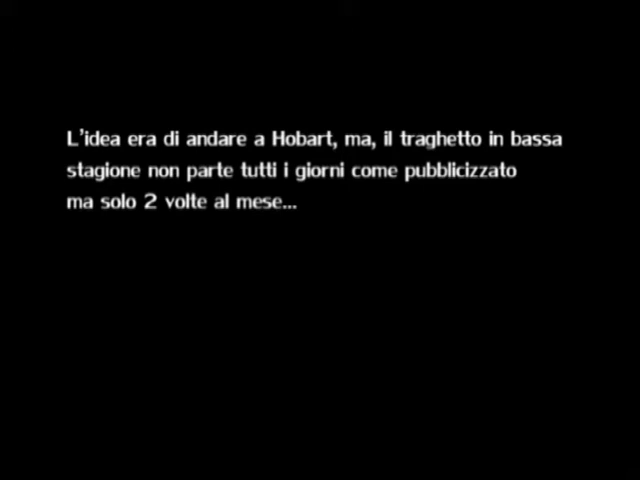 L'idea era di andare a Hobart, ma, il traghetto in bassa
stagione non parte tutti i giorni come pubblicizzato
ma solo 2 volte al mese...